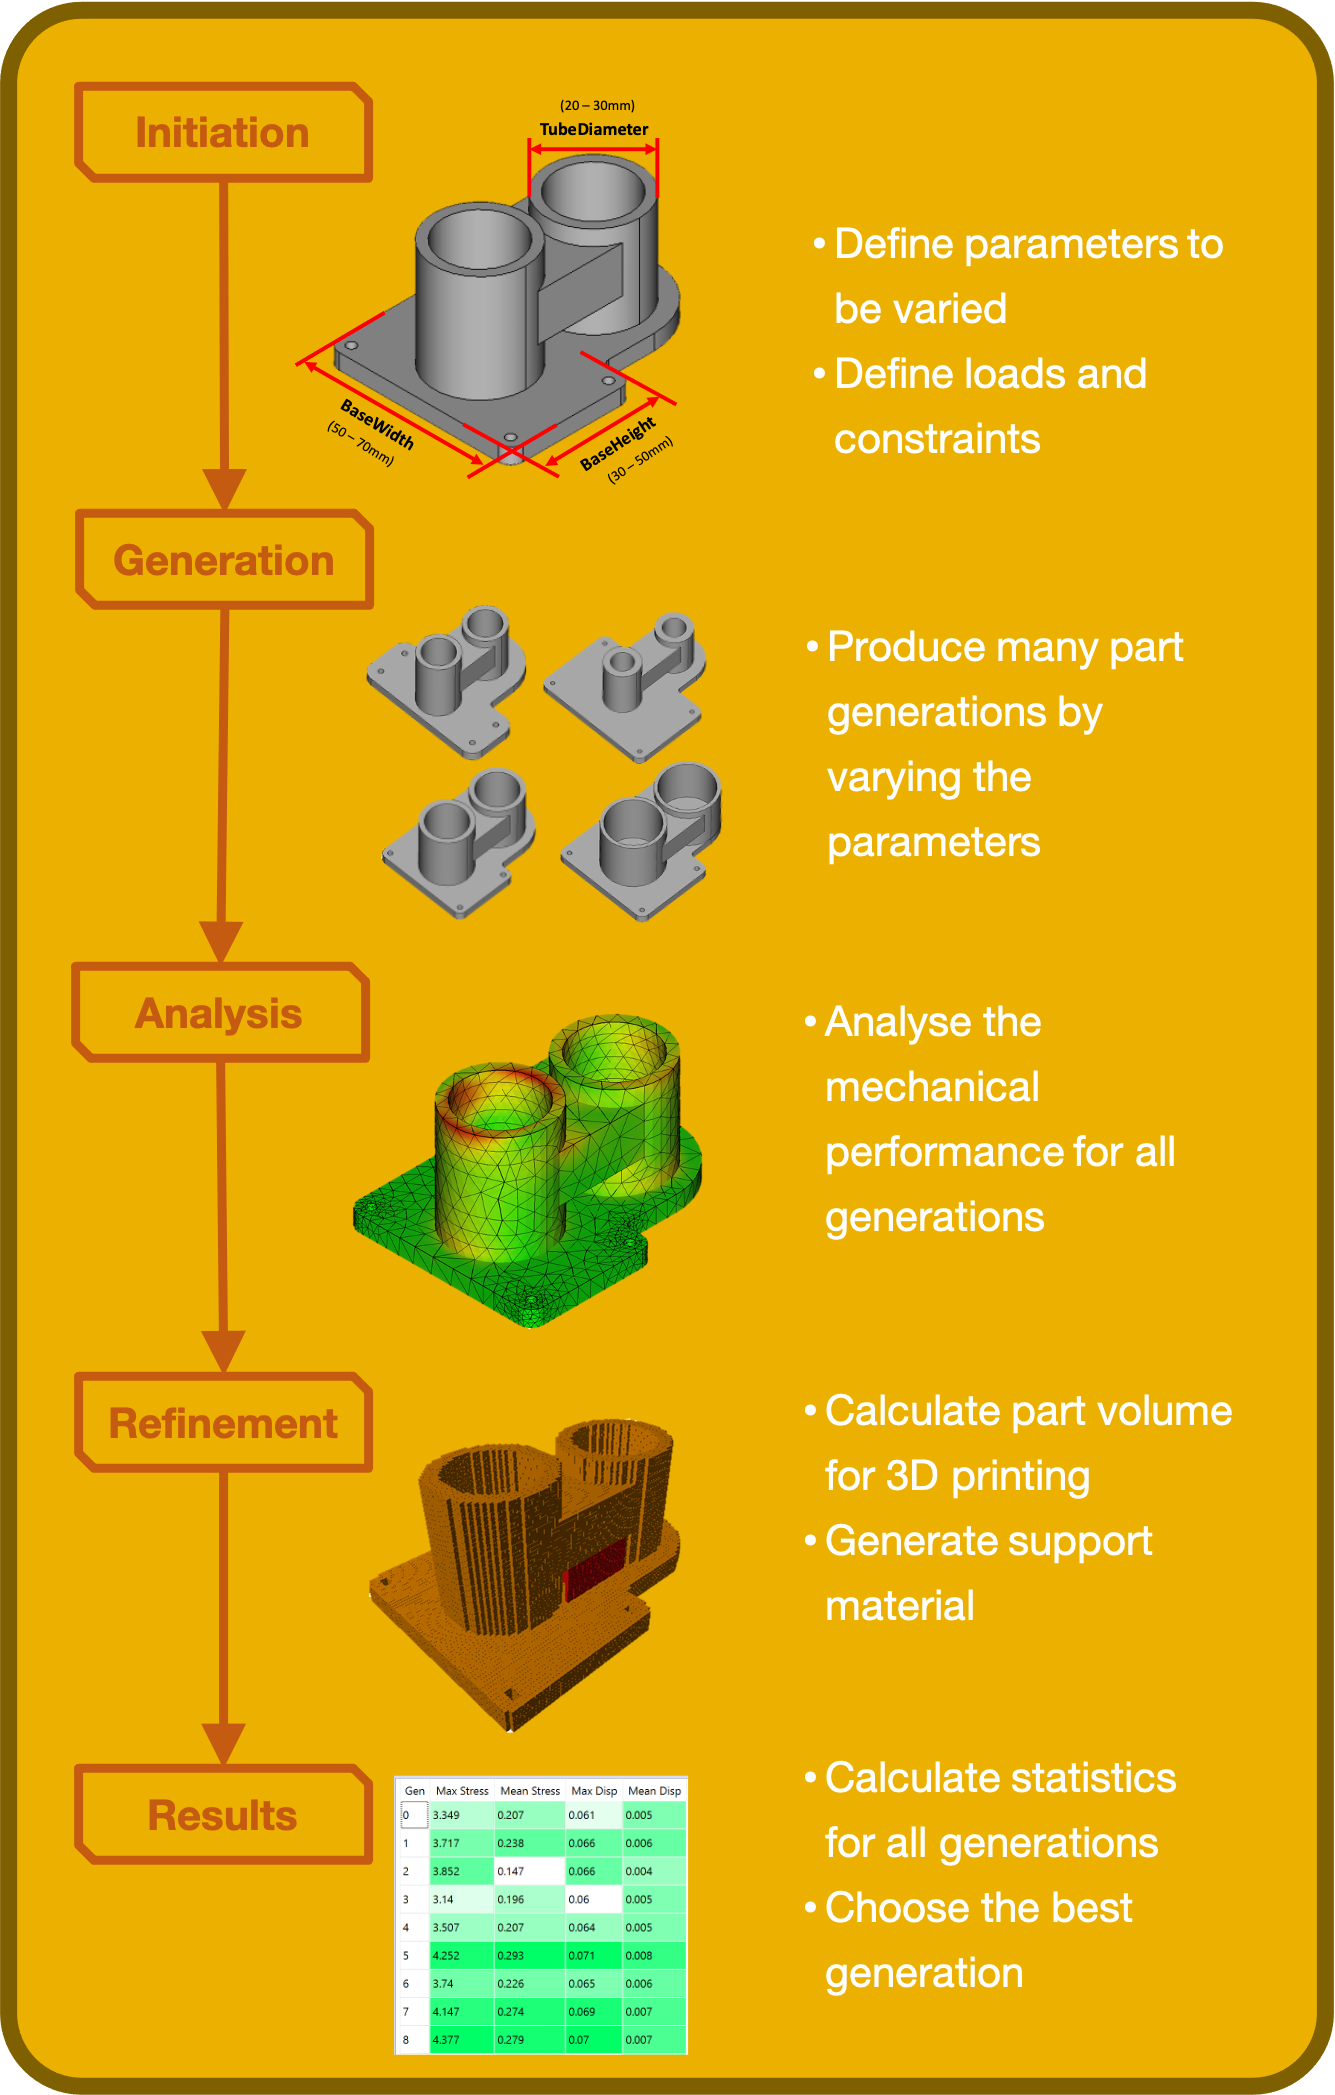 Initiation
(20 – 30mm)
TubeDiameter
BaseWidth
(50 – 70mm)
BaseHeight
(30 – 50mm)
• Define parameters to
be varied
• Define loads and
constraints
Generation
• Produce many part
generations by
varying the
parameters
Analysis
• Analyse the
mechanical
performance for all
generations
Refinement
• Calculate part volume
for 3D printing
• Generate support
material
Results
Gen Max Stress Mean Stress Max Disp Mean Disp
0 3.349 0.207 0.061 0.005
1 3.717 0.238 0.066 0.006
2 3.852 0.147 0.066 0.004
3 3.14 0.196 0.06 0.005
4 3.507 0.207 0.064 0.005
5 4.252 0.293 0.071 0.008
6 3.74 0.226 0.065 0.006
7 4.147 0.274 0.069 0.007
8 4.377 0.279 0.07 0.007
• Calculate statistics
for all generations
• Choose the best
generation